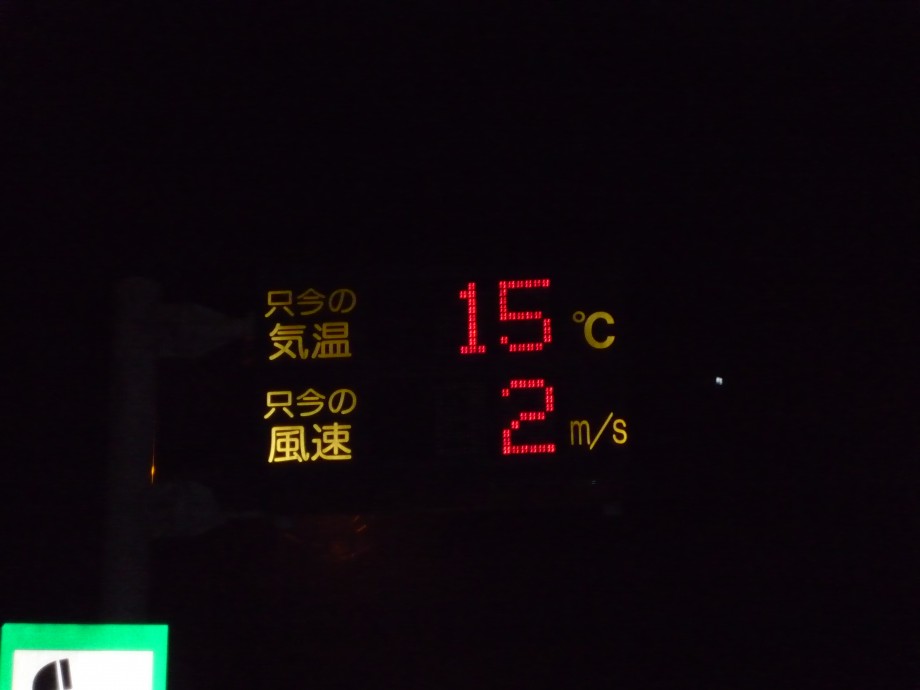 只今の
気温 15 ℃
只今の
風速 2 m/s